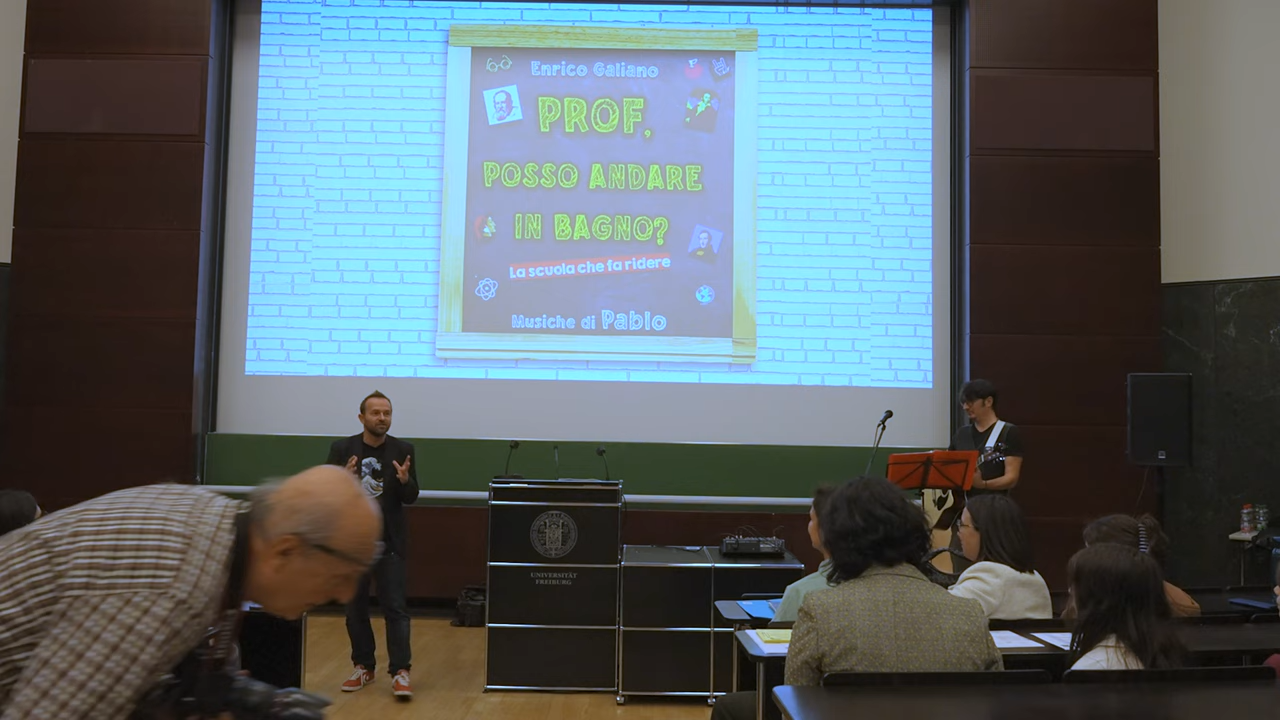 Enrico Galiano
PROF,
POSSO ANDARE
IN BAGNO?
La scuola che fa ridere
Musiche di Pablo
UNIVERSITÄT
FREIBURG